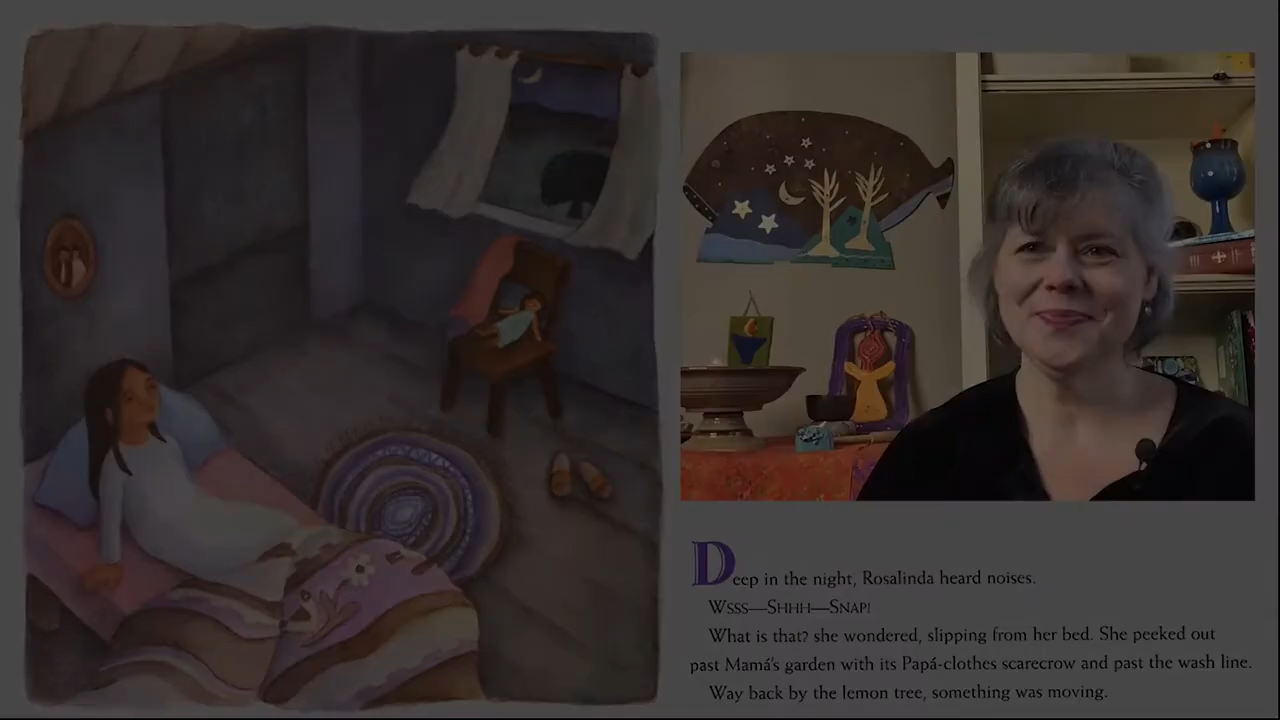 Deep in the night, Rosalinda heard noises.
WSSS—SHHH—SNAP!
What is that? she wondered, slipping from her bed. She peeked out
past Mamá's garden with its Papá-clothes scarecrow and past the wash line.
Way back by the lemon tree, something was moving.